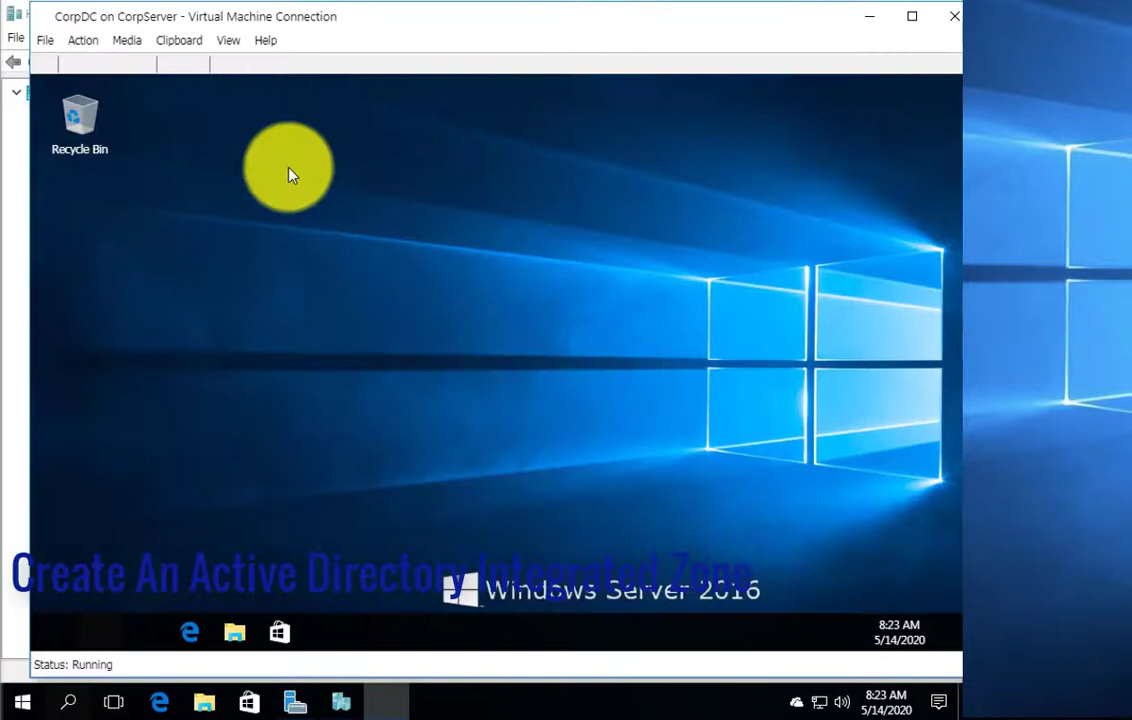 CorpDC on CorpServer - Virtual Machine Connection
File
File Action Media Clipboard View Help
Recycle Bin
Create An Active Directory Integrated Zone
Windows Server 2016
8:23 AM
5/14/2020
Status: Running
8:23 AM
5/14/2020